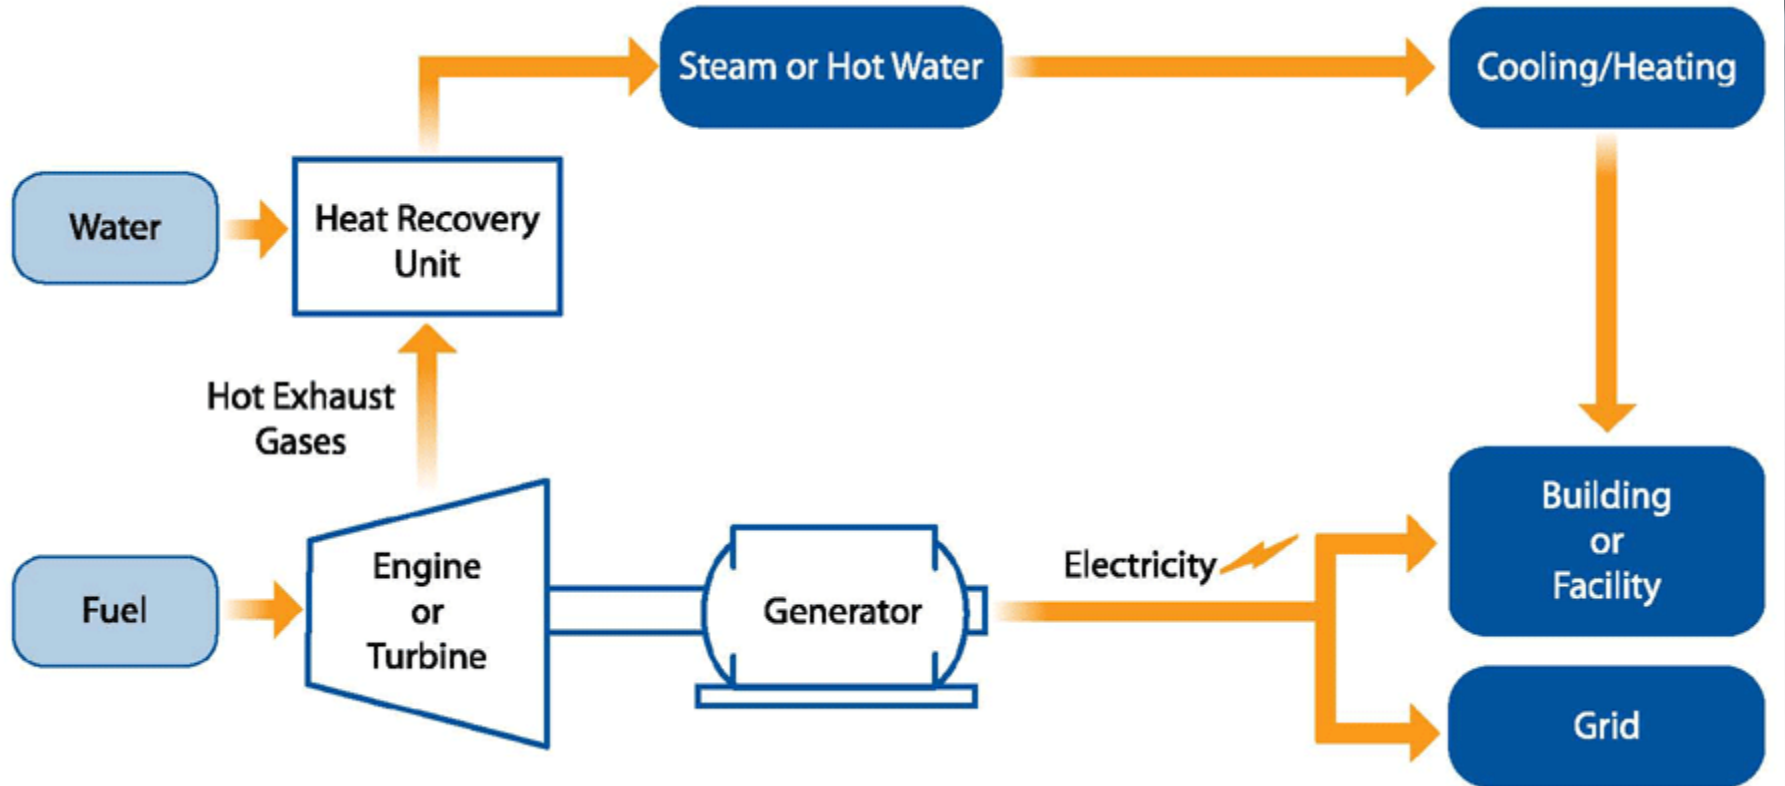 Steam or Hot Water
Cooling/Heating
Water
Heat Recovery
Unit
Hot Exhaust
Gases
Building
or
Facility
Fuel
Engine
or
Turbine
Generator
Electricity
Grid